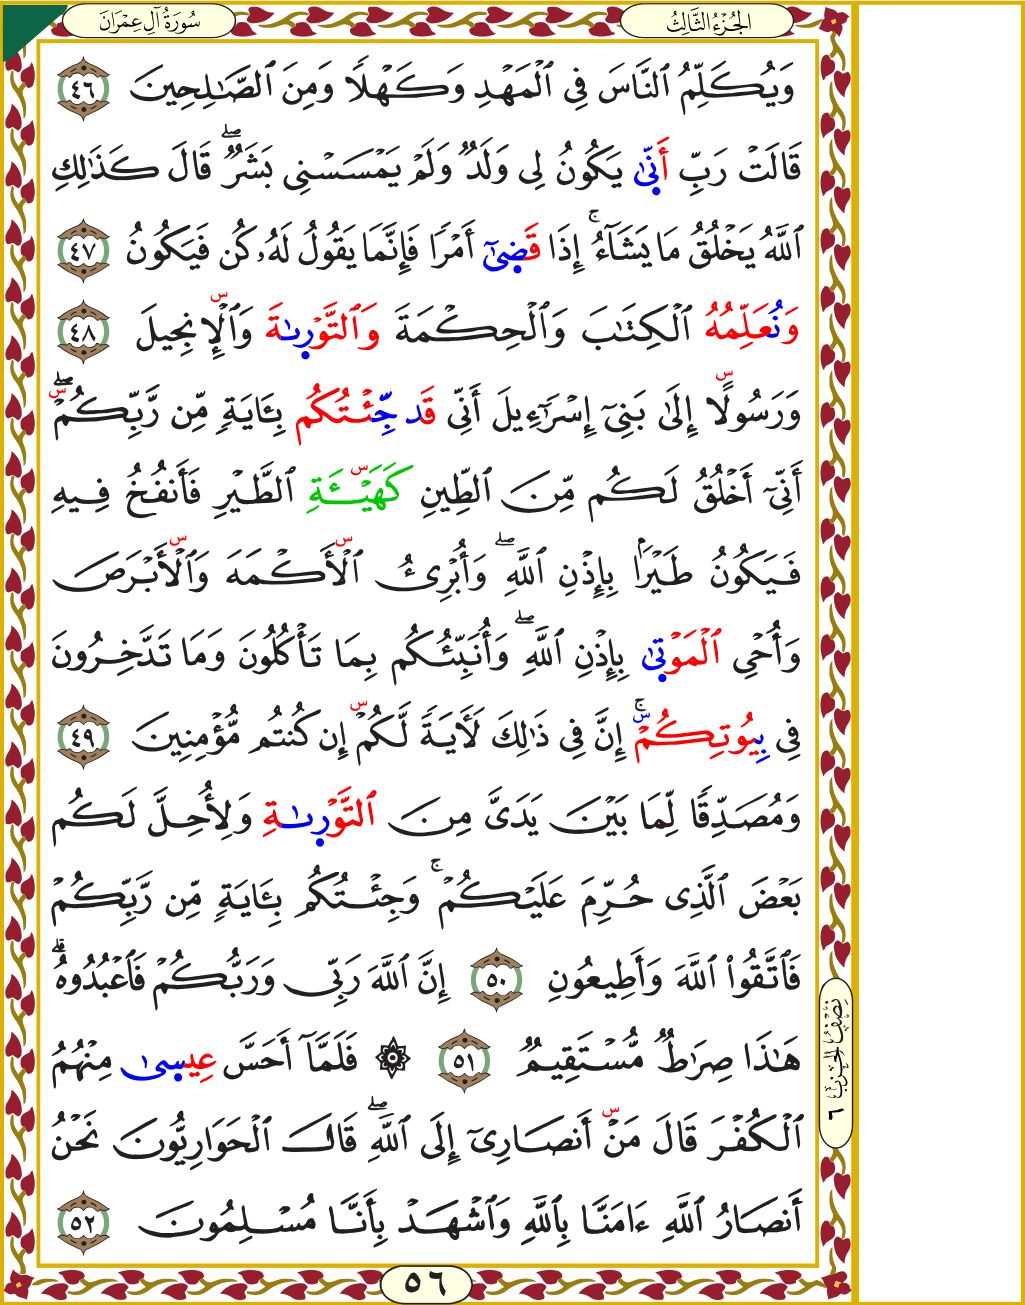 سُورَةُ آلِ عِمْرَانَ
الجُزْءُ الثَّالِثُ
وَيُكَلِّمُ ٱلنَّاسَ فِي ٱلْمَهْدِ وَكَهْلًا وَمِنَ ٱلصَّـٰلِحِينَ ٤٦
قَالَتْ رَبِّ أَنّۭىٰ يَكُونُ لِي وَلَدٌ وَلَمْ يَمْسَسْنِي بَشَرٌ ۖ قَالَ كَذَٰلِكِ
ٱللَّهُ يَخْلُقُ مَا يَشَآءُ ۚ إِذَا قَضٜىٰٓ أَمْرًا فَإِنَّمَا يَقُولُ لَهُۥ كُن فَيَكُونُ ٤٧
وَنُعَلِّمُهُ ٱلْكِتَـٰبَ وَٱلْحِكْمَةَ وَٱلتَّوْرٜىٰةَ وَٱلْإِنجِيلَ ٤٨
وَرَسُولًا إِلَىٰ بَنِيٓ إِسْرَٰٓءِيلَ أَنِّي قَد جِّئْتُكُم بِـَٔايَةٍ مِّن رَّبِّكُمْ ۖ
أَنِّيٓ أَخْلُقُ لَكُم مِّنَ ٱلطِّينِ كَهَيْـَٔةِ ٱلطَّيْرِ فَأَنفُخُ فِيهِ
فَيَكُونُ طَيْرًۢا بِإِذْنِ ٱللَّهِ ۖ وَأُبْرِئُ ٱلْأَكْمَهَ وَٱلْأَبْرَصَ
وَأُحْيِ ٱلْمَوْتٜىٰ بِإِذْنِ ٱللَّهِ ۖ وَأُنَبِّئُكُم بِمَا تَأْكُلُونَ وَمَا تَدَّخِرُونَ
فِي بِيُوتِكُمْ ۚ إِنَّ فِي ذَٰلِكَ لَـَٔايَةً لَّكُمْ إِن كُنتُم مُّؤْمِنِينَ ٤٩
وَمُصَدِّقًا لِّمَا بَيْنَ يَدَيَّ مِنَ ٱلتَّوْرٜىٰةِ وَلِأُحِلَّ لَكُم
بَعْضَ ٱلَّذِي حُرِّمَ عَلَيْكُمْ ۚ وَجِئْتُكُم بِـَٔايَةٍ مِّن رَّبِّكُمْ
فَٱتَّقُوا۟ ٱللَّهَ وَأَطِيعُونِ ٥٠ إِنَّ ٱللَّهَ رَبِّي وَرَبُّكُمْ فَٱعْبُدُوهُ ۗ
هَـٰذَا صِرَٰطٌ مُّسْتَقِيمٌ ٥١ ۞ فَلَمَّآ أَحَسَّ عِيسٜىٰ مِنْهُمُ
ٱلْكُفْرَ قَالَ مَنْ أَنصَارِيٓ إِلَى ٱللَّهِ ۖ قَالَ ٱلْحَوَارِيُّونَ نَحْنُ
أَنصَارُ ٱللَّهِ ءَامَنَّا بِٱللَّهِ وَٱشْهَدْ بِأَنَّا مُسْلِمُونَ ٥٢
نِصْفُ الحِزْبِ ٦
٥٦